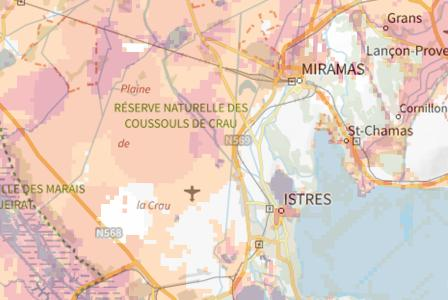 Grans
Lançon-Prove
MIRAMAS
Plaine
RÉSERVE NATURELLE DES
COUSSOULS DE CRAU
Cornillon
St-Chamas
N569
de
LLE DES MARAIS
UEIRAT
la Crau
ISTRES
N568